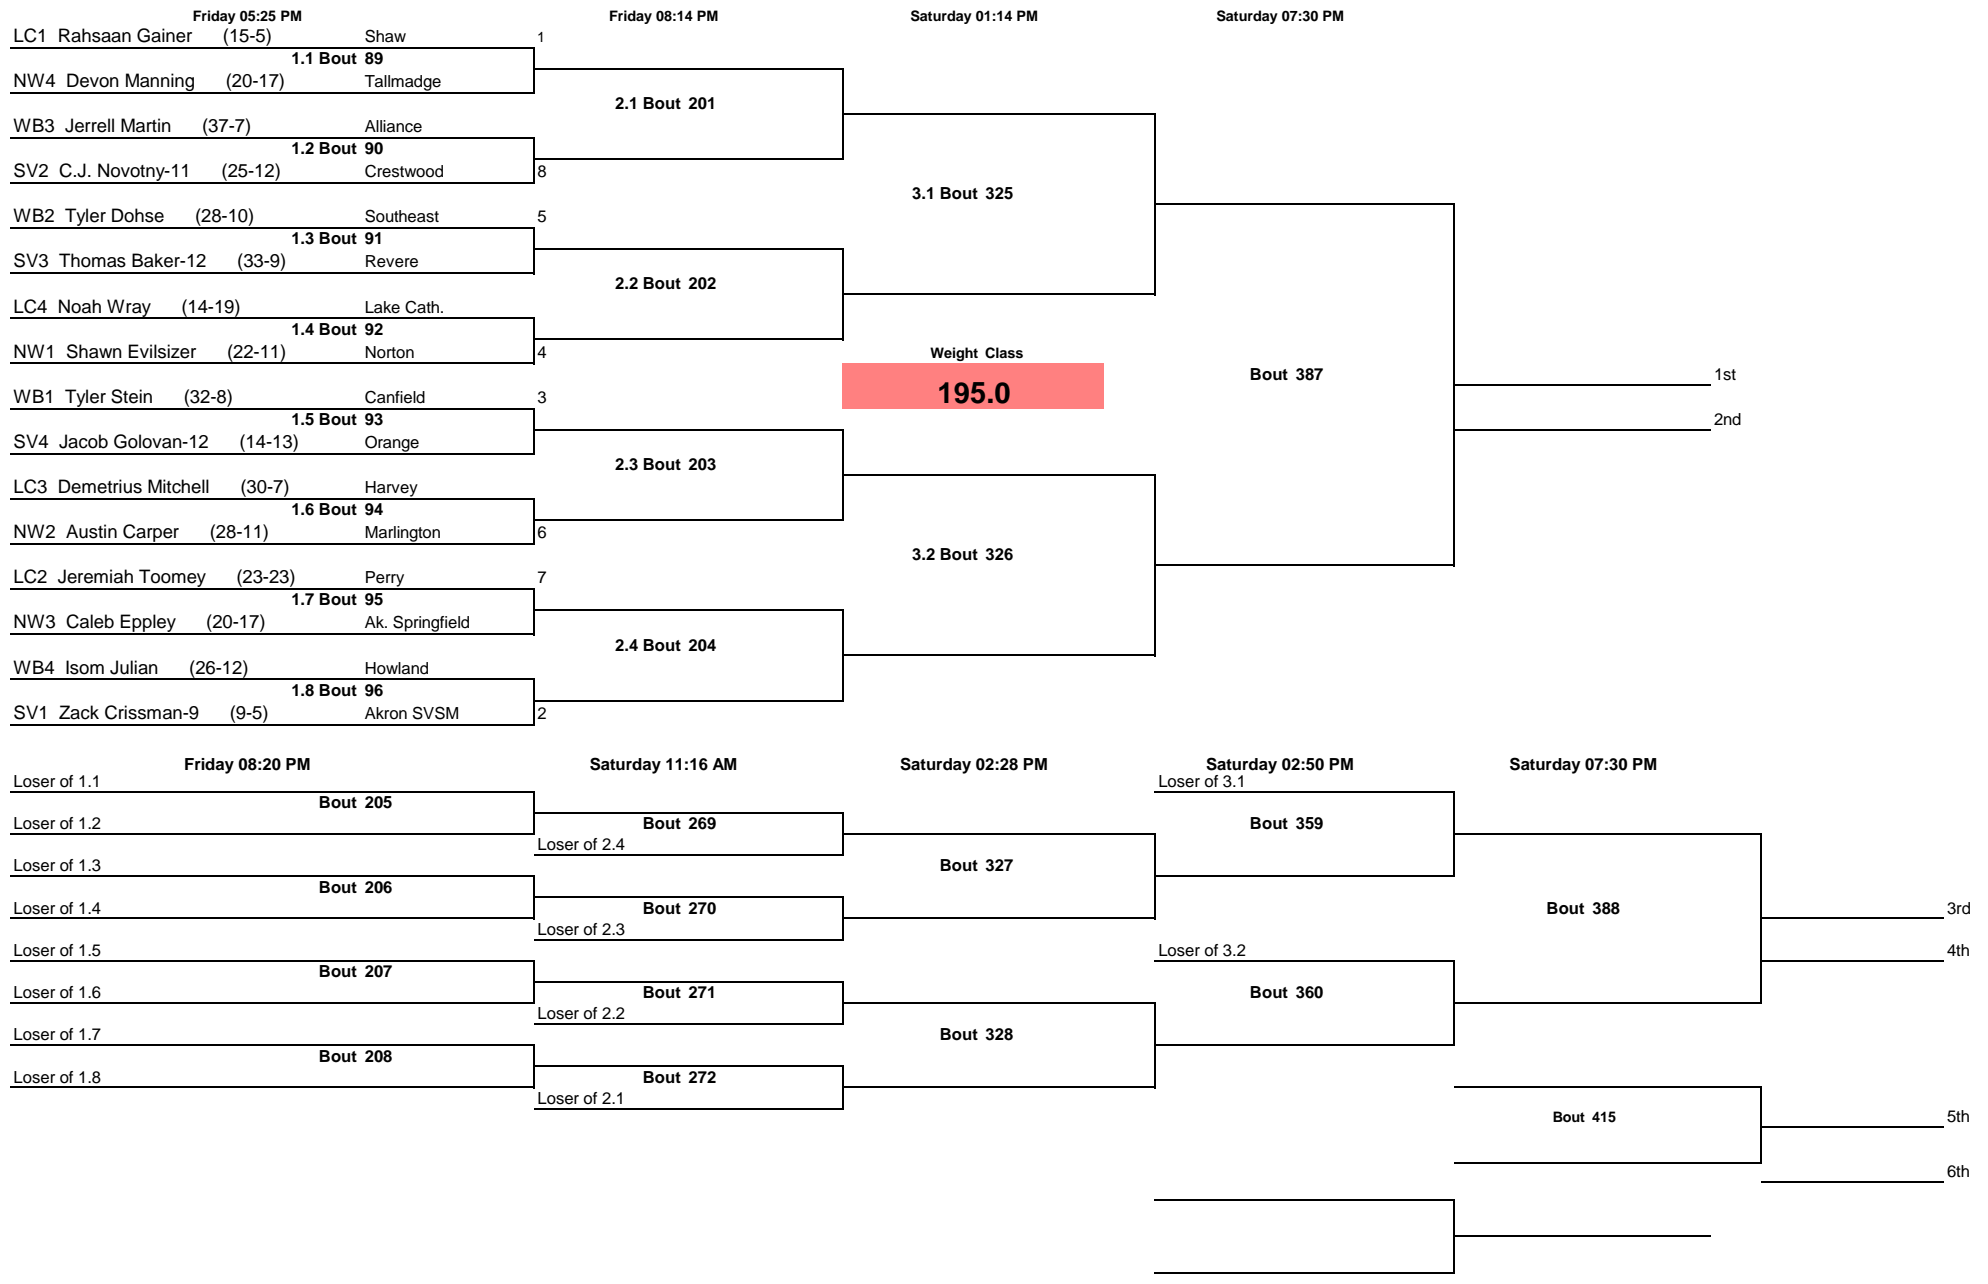 Friday 05:25 PM Friday 08:14 PM Saturday 01:14 PM Saturday 07:30 PM
LC1 Rahsaan Gainer (15-5) Shaw 1
1.1 Bout 89
NW4 Devon Manning (20-17) Tallmadge
2.1 Bout 201
WB3 Jerrell Martin (37-7) Alliance
1.2 Bout 90
SV2 C.J. Novotny-11 (25-12) Crestwood 8
3.1 Bout 325
WB2 Tyler Dohse (28-10) Southeast 5
1.3 Bout 91
SV3 Thomas Baker-12 (33-9) Revere
2.2 Bout 202
LC4 Noah Wray (14-19) Lake Cath.
1.4 Bout 92
NW1 Shawn Evilsizer (22-11) Norton 4 Weight Class
Bout 387 1st
WB1 Tyler Stein (32-8) Canfield 3 195.0
1.5 Bout 93 2nd
SV4 Jacob Golovan-12 (14-13) Orange
2.3 Bout 203
LC3 Demetrius Mitchell (30-7) Harvey
1.6 Bout 94
NW2 Austin Carper (28-11) Marlington 6
3.2 Bout 326
LC2 Jeremiah Toomey (23-23) Perry 7
1.7 Bout 95
NW3 Caleb Eppley (20-17) Ak. Springfield
2.4 Bout 204
WB4 Isom Julian (26-12) Howland
1.8 Bout 96
SV1 Zack Crissman-9 (9-5) Akron SVSM 2
Friday 08:20 PM Saturday 11:16 AM Saturday 02:28 PM Saturday 02:50 PM Saturday 07:30 PM
Loser of 1.1 Loser of 3.1
Bout 205
Loser of 1.2 Bout 269 Bout 359
Loser of 2.4
Loser of 1.3 Bout 327
Bout 206
Loser of 1.4 Bout 270 Bout 388 3rd
Loser of 2.3
Loser of 1.5 Loser of 3.2 4th
Bout 207
Loser of 1.6 Bout 271 Bout 360
Loser of 2.2
Loser of 1.7 Bout 328
Bout 208
Loser of 1.8 Bout 272
Loser of 2.1
Bout 415 5th
6th